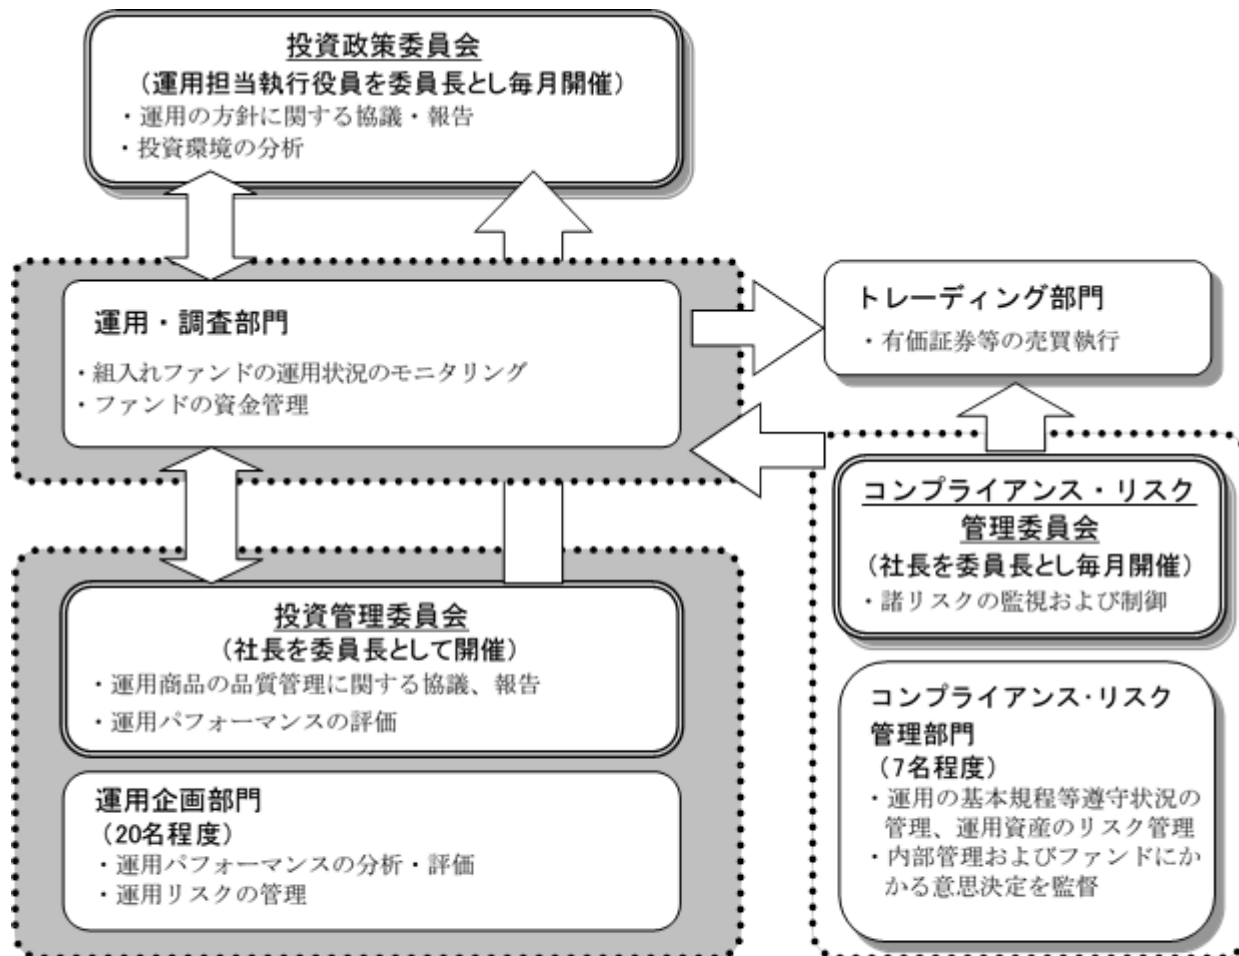 投資政策委員会
（運用担当執行役員を委員長とし毎月開催）
・運用の方針に関する協議・報告
・投資環境の分析
運用・調査部門
・組入れファンドの運用状況のモニタリング
・ファンドの資金管理
トレーディング部門
・有価証券等の売買執行
コンプライアンス・リスク
管理委員会
（社長を委員長とし毎月開催）
・諸リスクの監視および制御
投資管理委員会
（社長を委員長として開催）
・運用商品の品質管理に関する協議、報告
・運用パフォーマンスの評価
運用企画部門
（20名程度）
・運用パフォーマンスの分析・評価
・運用リスクの管理
コンプライアンス・リスク
管理部門
（7名程度）
・運用の基本規程等遵守状況の
管理、運用資産のリスク管理
・内部管理およびファンドにか
かる意思決定を監督